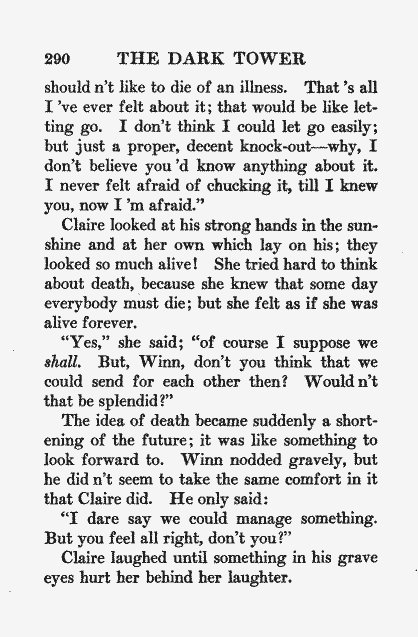 290 THE DARK TOWER
should n't like to die of an illness. That 's all
I 've ever felt about it; that would be like let-
ting go. I don't think I could let go easily;
but just a proper, decent knock-out—why, I
don't believe you 'd know anything about it.
I never felt afraid of chucking it, till I knew
you, now I 'm afraid."
Claire looked at his strong hands in the sun-
shine and at her own which lay on his; they
looked so much alive! She tried hard to think
about death, because she knew that some day
everybody must die; but she felt as if she was
alive forever.
"Yes," she said; "of course I suppose we
shall. But, Winn, don't you think that we
could send for each other then? Would n't
that be splendid?"
The idea of death became suddenly a short-
ening of the future; it was like something to
look forward to. Winn nodded gravely, but
he did n't seem to take the same comfort in it
that Claire did. He only said:
"I dare say we could manage something.
But you feel all right, don't you?"
Claire laughed until something in his grave
eyes hurt her behind her laughter.